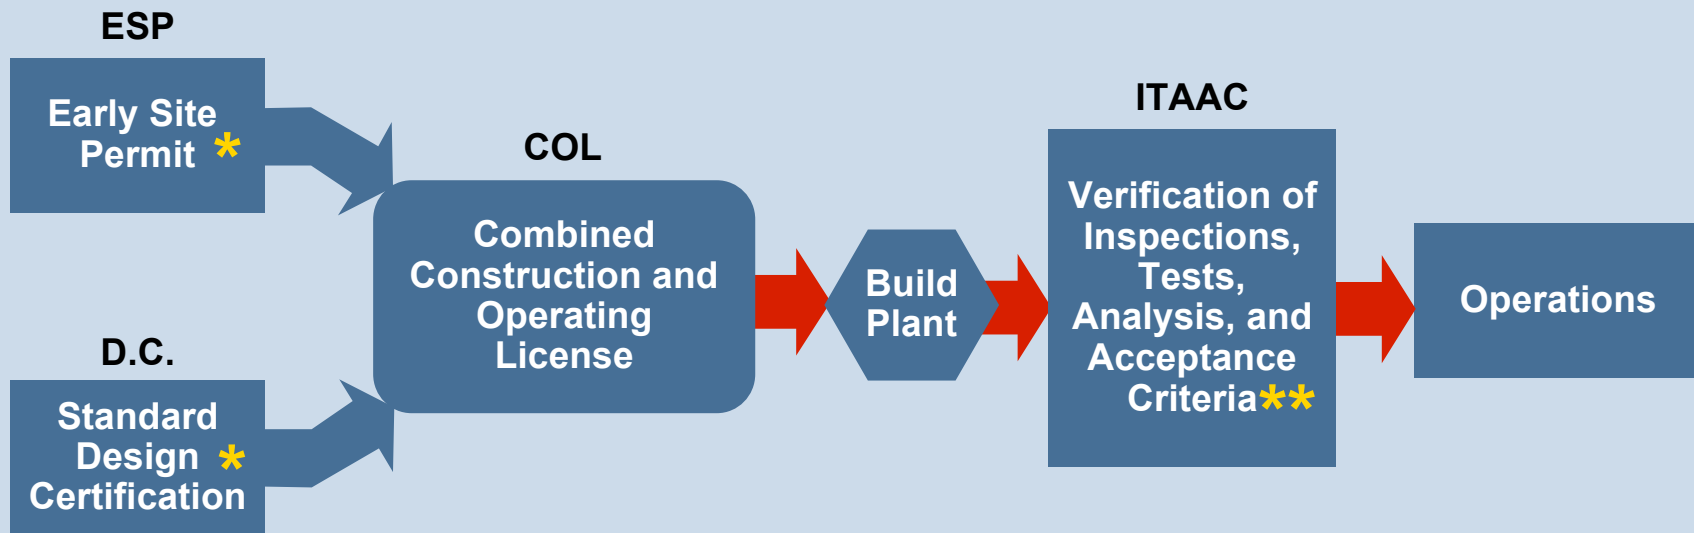 ESP
Early Site
Permit *
D.C.
Standard
Design *
Certification
COL
Combined
Construction and
Operating
License
Build
Plant
ITAAC
Verification of
Inspections,
Tests,
Analysis, and
Acceptance
Criteria**
Operations